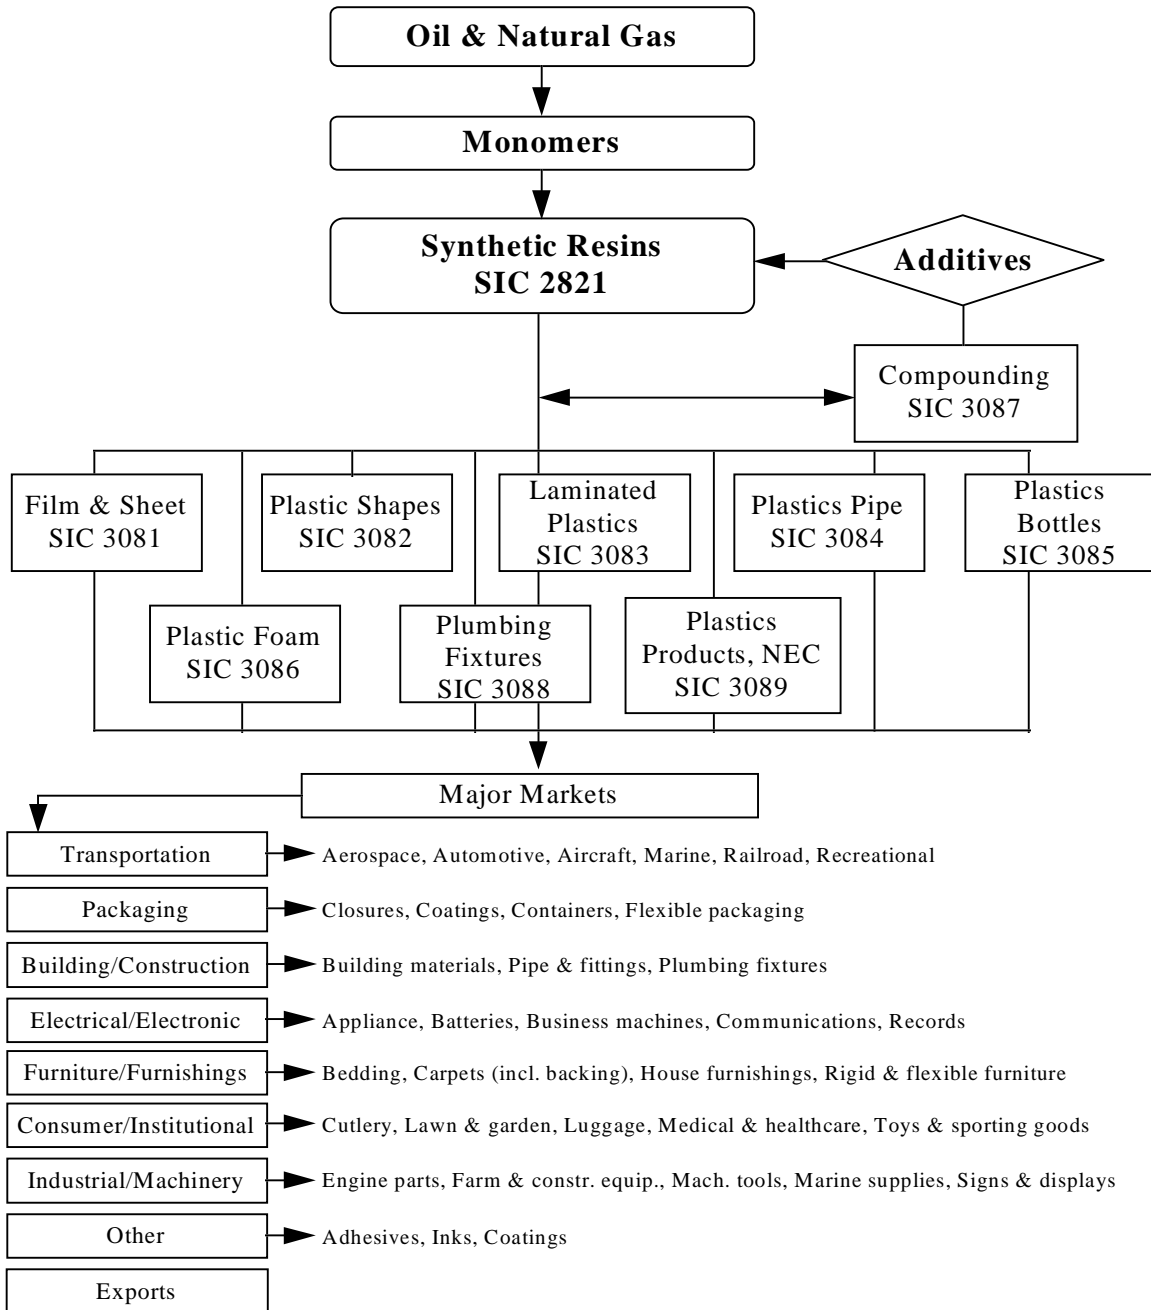 Oil & Natural Gas
Monomers
Synthetic Resins
SIC 2821
Additives
Compounding
SIC 3087
Film & Sheet
SIC 3081
Plastic Shapes
SIC 3082
Laminated
Plastics
SIC 3083
Plastics Pipe
SIC 3084
Plastics
Bottles
SIC 3085
Plastic Foam
SIC 3086
Plumbing
Fixtures
SIC 3088
Plastics
Products, NEC
SIC 3089
Major Markets
Transportation
Aerospace, Automotive, Aircraft, Marine, Railroad, Recreational
Packaging
Closures, Coatings, Containers, Flexible packaging
Building/Construction
Building materials, Pipe & fittings, Plumbing fixtures
Electrical/Electronic
Appliance, Batteries, Business machines, Communications, Records
Furniture/Furnishings
Bedding, Carpets (incl. backing), House furnishings, Rigid & flexible furniture
Consumer/Institutional
Cutlery, Lawn & garden, Luggage, Medical & healthcare, Toys & sporting goods
Industrial/Machinery
Engine parts, Farm & constr. equip., Mach. tools, Marine supplies, Signs & displays
Other
Adhesives, Inks, Coatings
Exports